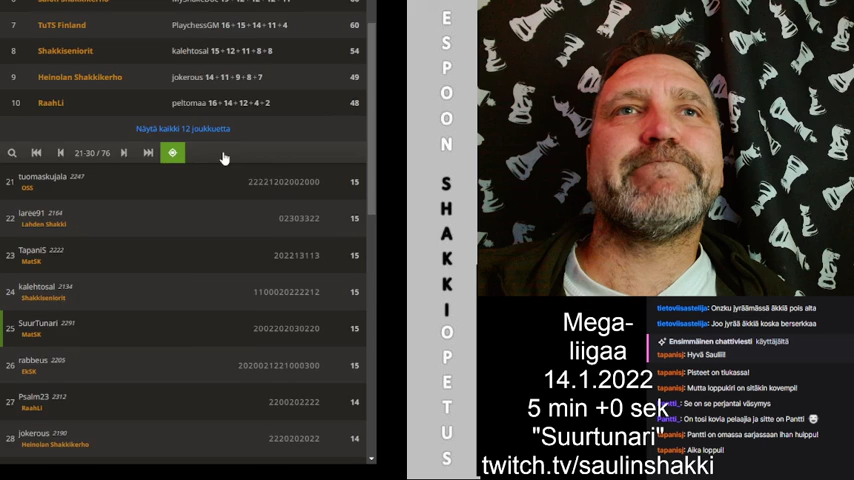 7 TuTS Finland PlaychessGM 16+15+14+11+4 60
8 Shakkiseniorit kalehtosal 15+12+11+8+8 54
9 Heinolan Shakkikerho jokerous 14+11+9+8+7 49
10 RaahLi peltomaa 16+14+12+4+2 48
Näytä kaikki 12 joukkuetta
21-30 / 76
21 tuomaskujala 2247 22221202002000 15
OSS
22 laree91 2164 02303322 15
Lahden Shakki
23 TapaniS 2222 202213113 15
MatSK
24 kalehtosal 2134 1100020222212 15
Shakkiseniorit
25 SuurTunari 2291 2002202030220 15
MatSK
26 rabbeus 2205 2020021221000300 15
EkSK
27 Psalm23 2312 2200202222 14
RaahLi
28 jokerous 2190 2220202022 14
Heinolan Shakkikerho
ESPOON SHAKKIOPETUS
Mega-
liigaa
14.1.2022
5 min +0 sek
"Suurtunari"
twitch.tv/saulinshakki
tietoviisastelija: Onzku jyräämässä äkkiä pois alta
tietoviisastelija: Joo jyrää äkkiä koska berserkkaa
Ensimmäinen chattiviesti käyttäjältä
tapanisj: Hyvä Sauliii!
tapanisj: Pisteet on tiukassa!
tapanisj: Mutta loppukiri on sitäkin kovempi!
Pantti_: Se on se perjantai väsymys
Pantti_: On tosi kovia pelaajia ja sitte on Pantti
tapanisj: Pantti on omassa sarjassaan ihan huippu!
tapanisj: Aika loppui!